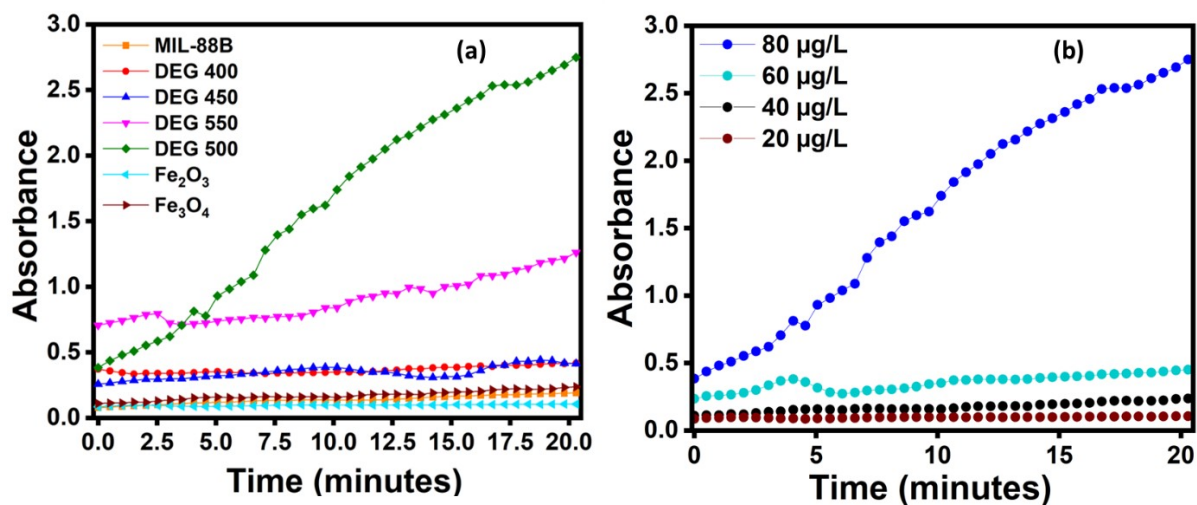 (a)
Absorbance
3.0
2.5
2.0
1.5
1.0
0.5
0.0
MIL-88B
DEG 400
DEG 450
DEG 550
DEG 500
Fe₂O₃
Fe₃O₄
0.0 2.5 5.0 7.5 10.0 12.5 15.0 17.5 20.0
Time (minutes)
(b)
Absorbance
3.0
2.5
2.0
1.5
1.0
0.5
0.0
80 µg/L
60 µg/L
40 µg/L
20 µg/L
0 5 10 15 20
Time (minutes)